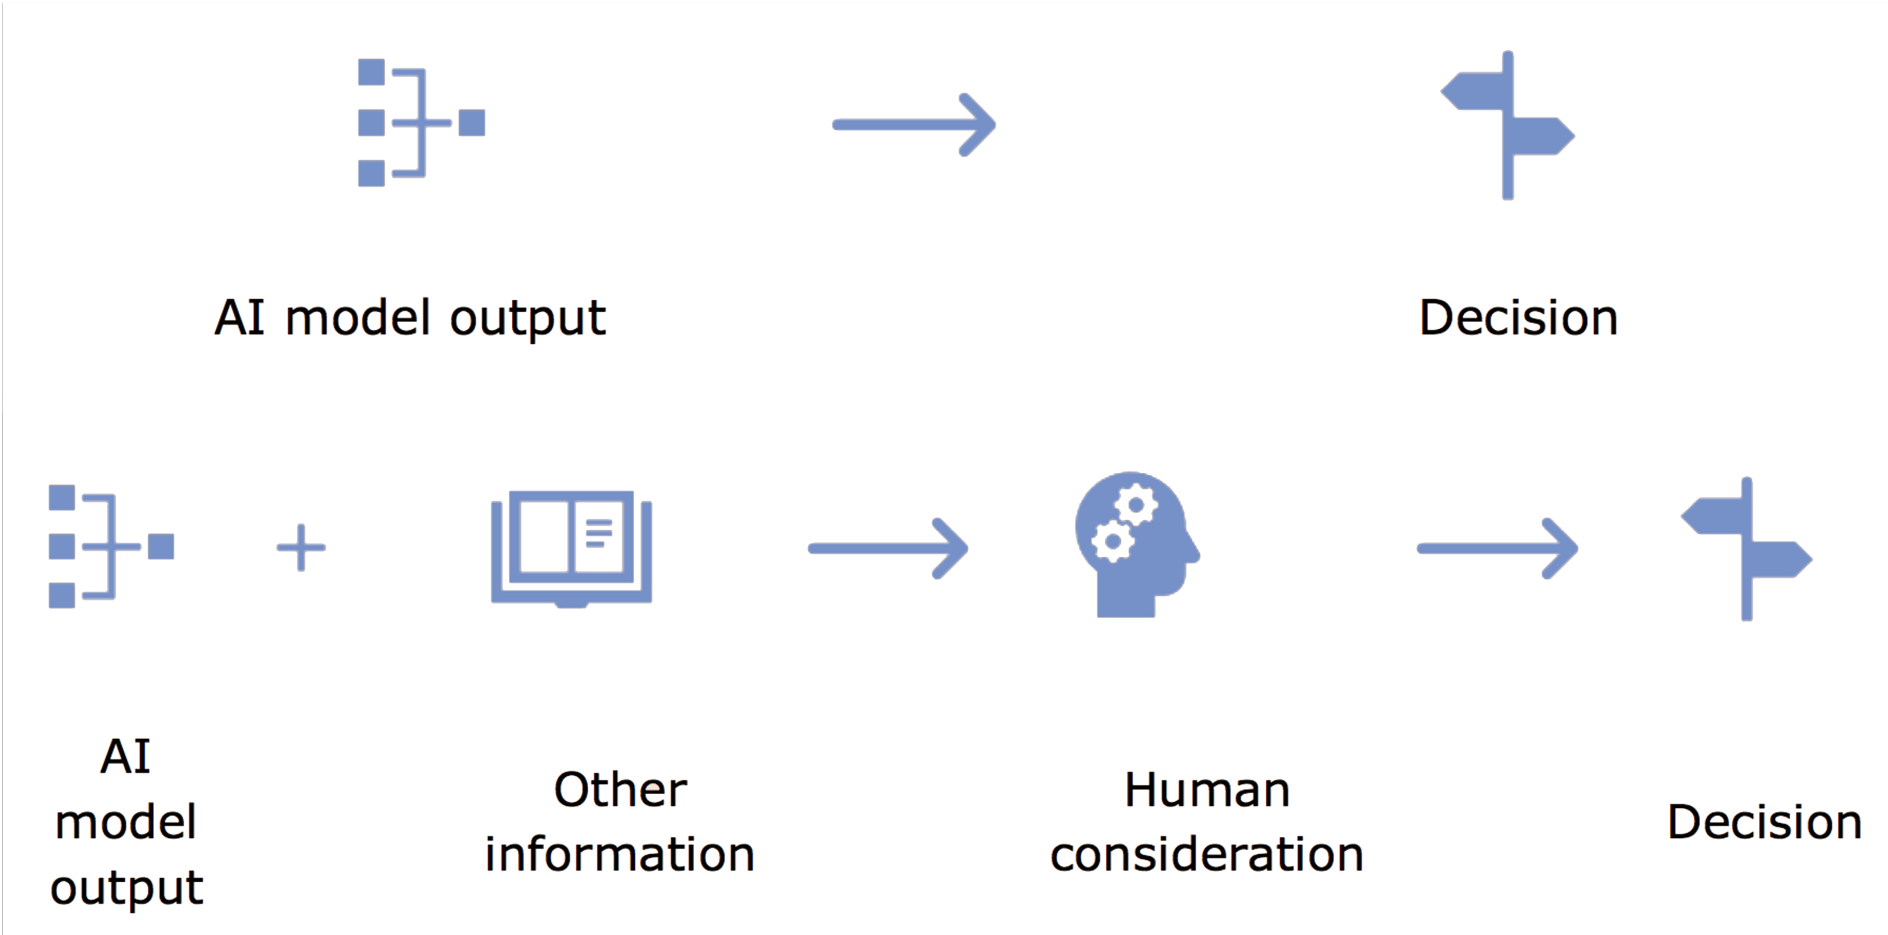 AI model output
Decision
AI
model
output
Other
information
Human
consideration
Decision